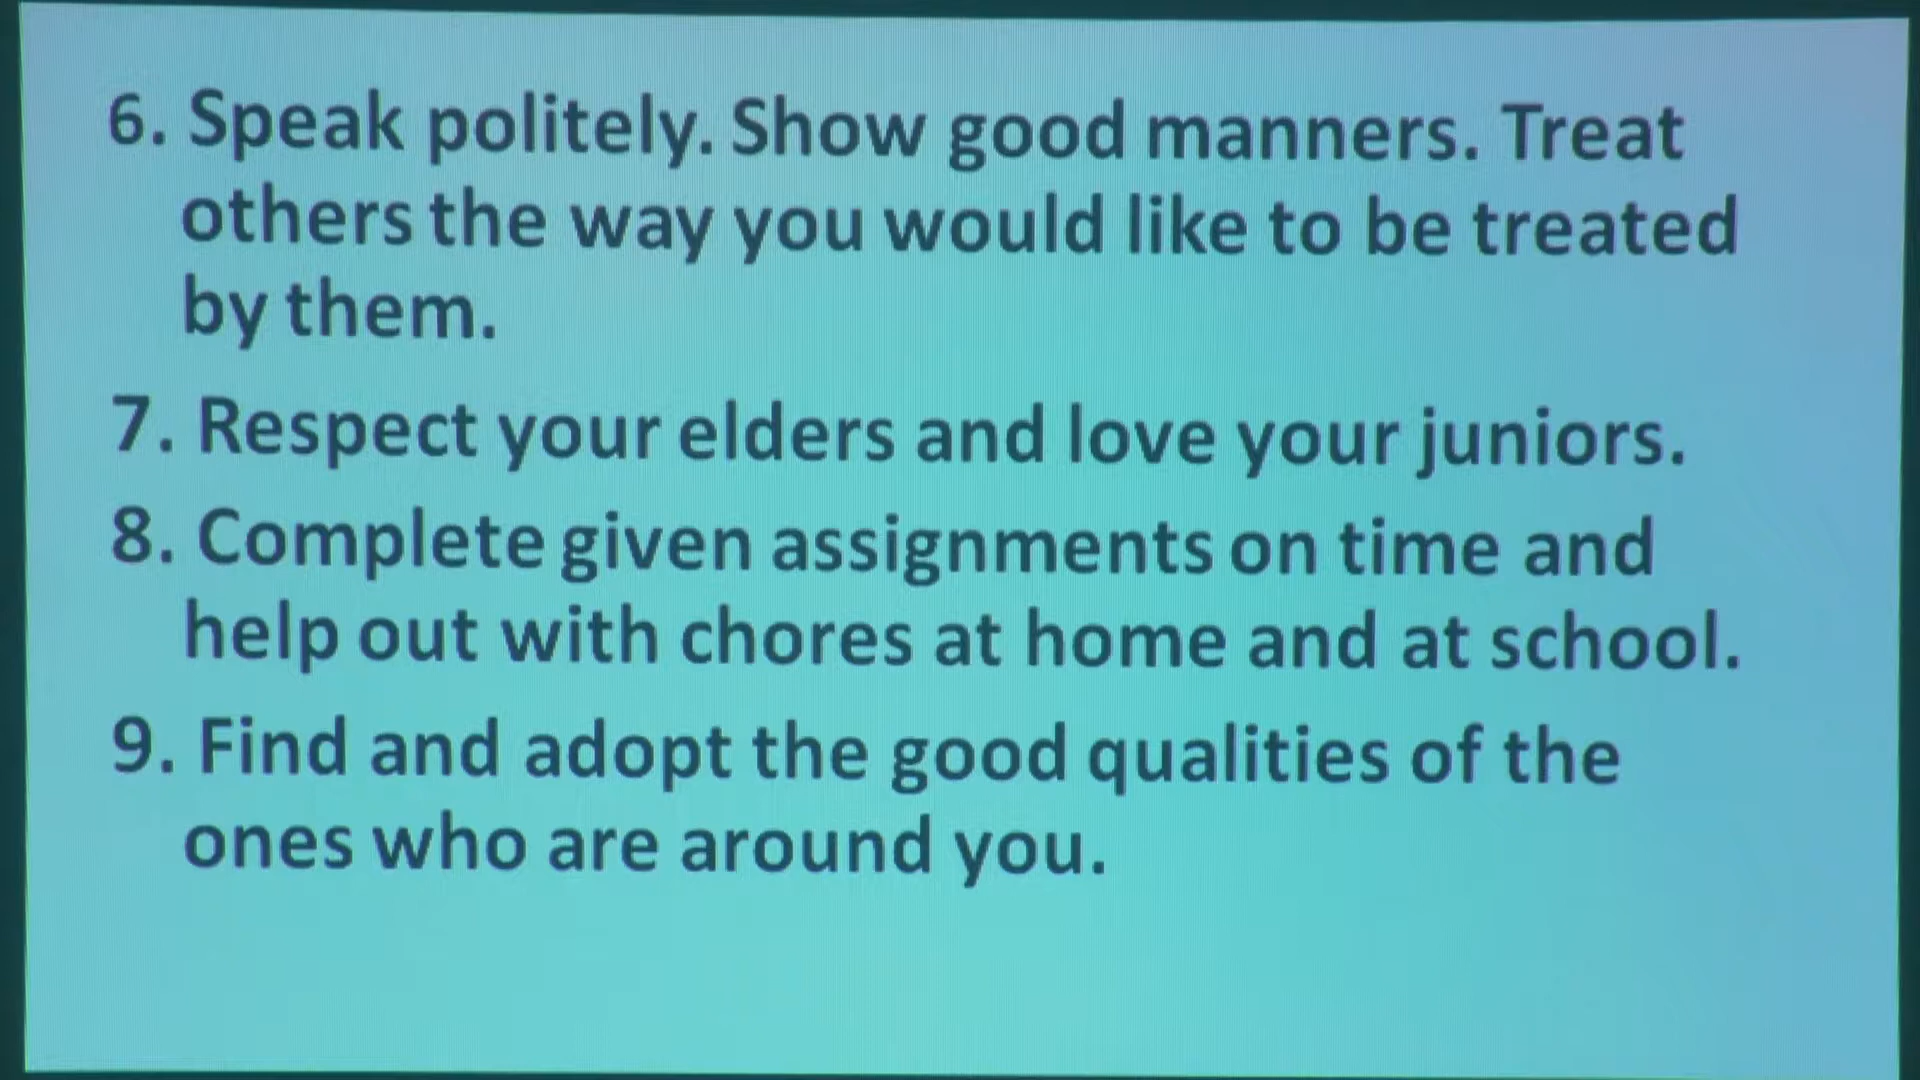 6. Speak politely. Show good manners. Treat
others the way you would like to be treated
by them.
7. Respect your elders and love your juniors.
8. Complete given assignments on time and
help out with chores at home and at school.
9. Find and adopt the good qualities of the
ones who are around you.